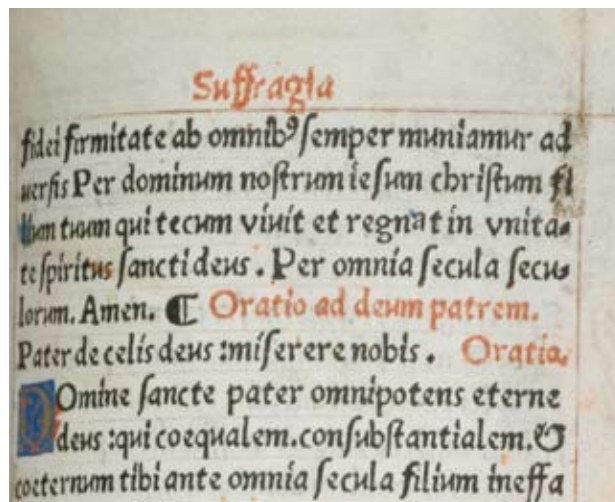 Suffragia
fidei firmitate ab omnibꝰ semper muniamur ad
uersis Per dominum nostrum iesum christum fi
lium tuum qui tecum viuit et regnat in vnita-
te spiritus sancti deus . Per omnia secula secu-
lorum. Amen. ¶ Oratio ad deum patrem.
Pater de celis deus :miserere nobis . Oratia.
Domine sancte pater omnipotens eterne
deus :qui coequalem.consubstantialem.&
coeternum tibi ante omnia secula filium ineffa